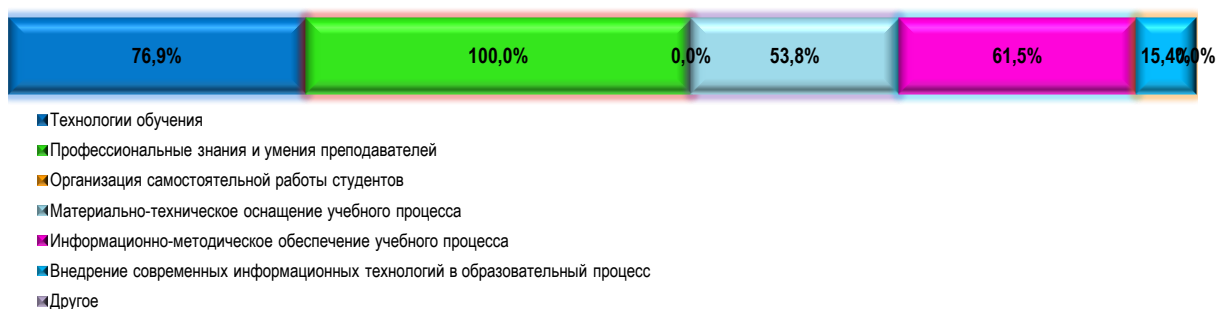 76,9% 100,0% 0,0% 53,8% 61,5% 15,4% 0,0%
Технологии обучения
Профессиональные знания и умения преподавателей
Организация самостоятельной работы студентов
Материально-техническое оснащение учебного процесса
Информационно-методическое обеспечение учебного процесса
Внедрение современных информационных технологий в образовательный процесс
Другое